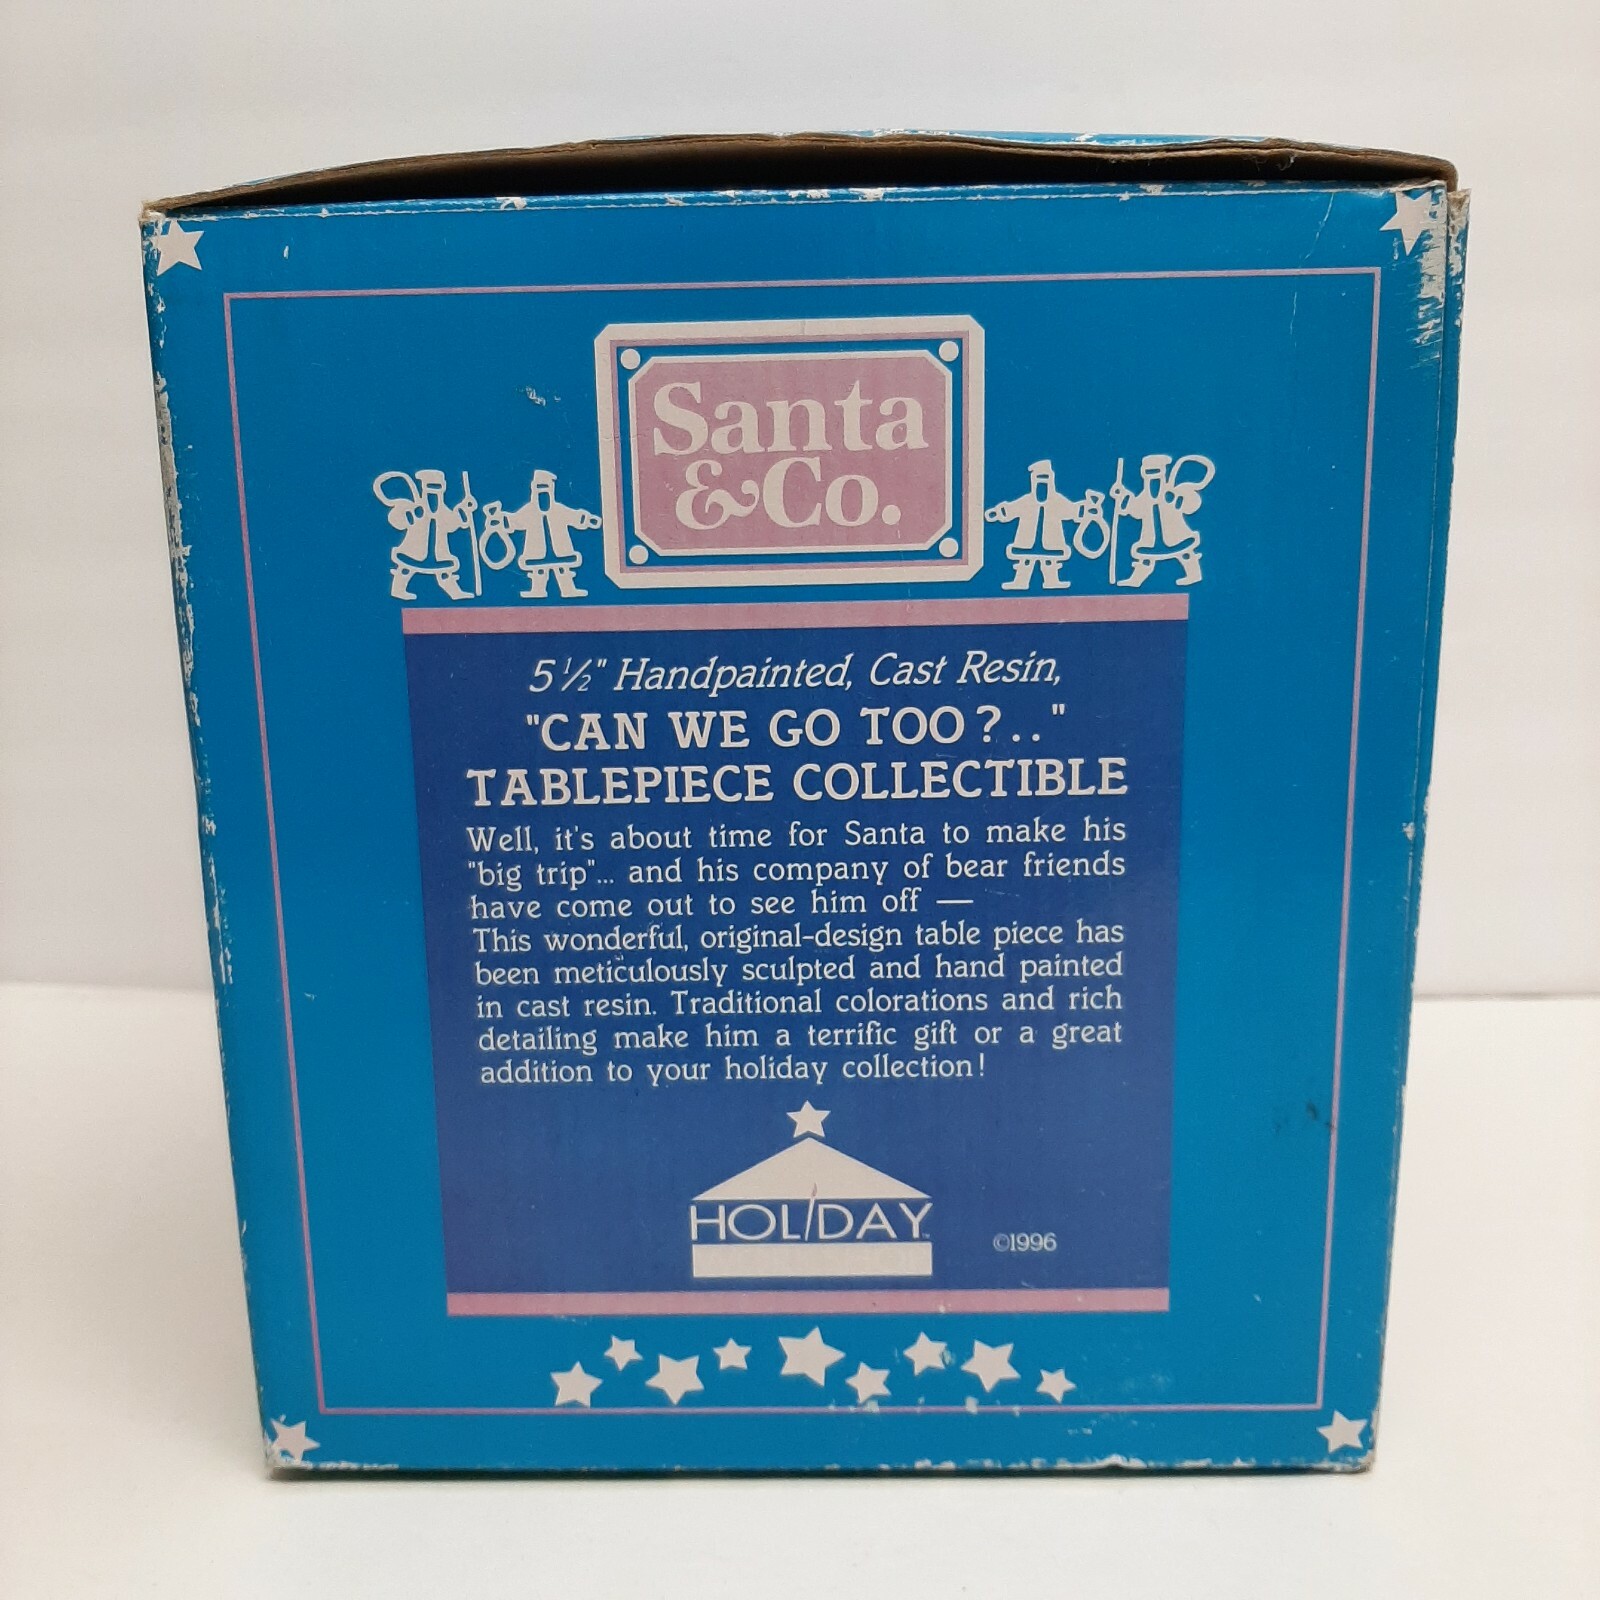 Santa
&Co.
5½" Handpainted, Cast Resin,
"CAN WE GO TOO?.."
TABLEPIECE COLLECTIBLE
Well, it's about time for Santa to make his
"big trip"... and his company of bear friends
have come out to see him off —
This wonderful, original-design table piece has
been meticulously sculpted and hand painted
in cast resin. Traditional colorations and rich
detailing make him a terrific gift or a great
addition to your holiday collection!
HOLIDAY™
©1996